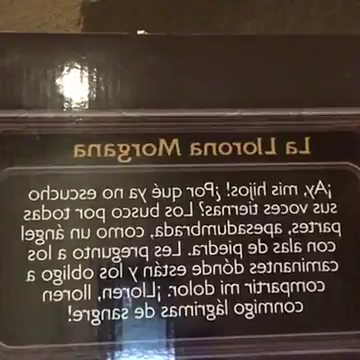 La Llorona Morgana
¡Ay, mis hijos! ¿Por qué ya no escucho
sus voces tiernas? Los busco por todas
partes, apesadumbrada, como un ángel
con alas de piedra. Les pregunto a los
caminantes dónde están y los obligo a
compartir mi dolor. ¡Lloren, lloren
conmigo lágrimas de sangre!